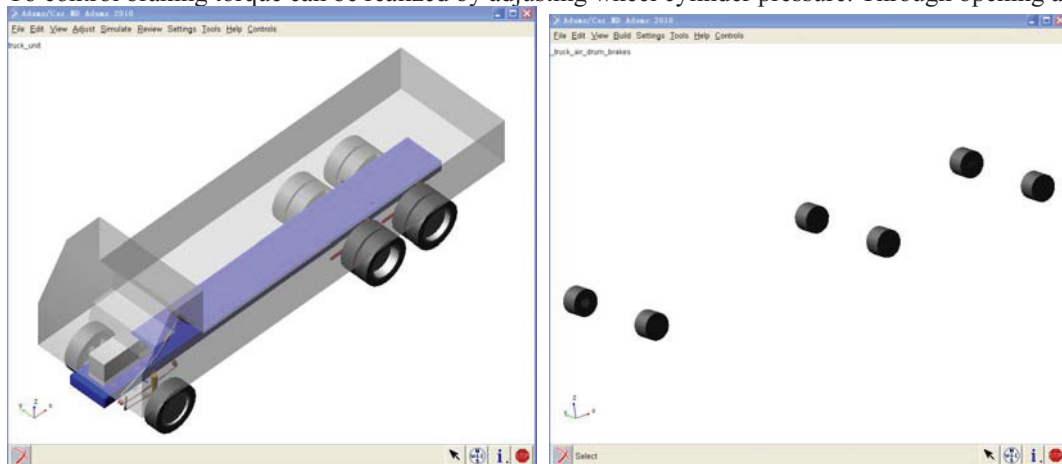 To control braking torque can be realized by adjusting wheel cylinder pressure. Through opening a
Adams/Car MD Adams 2010
File Edit View Adjust Simulate Review Settings Tools Help Controls
truck_unit
Z
Y
X
i.
STOP
Adams/Car MD Adams 2010
File Edit View Build Settings Tools Help Controls
_truck_air_drum_brakes
Z
X
Select
i.